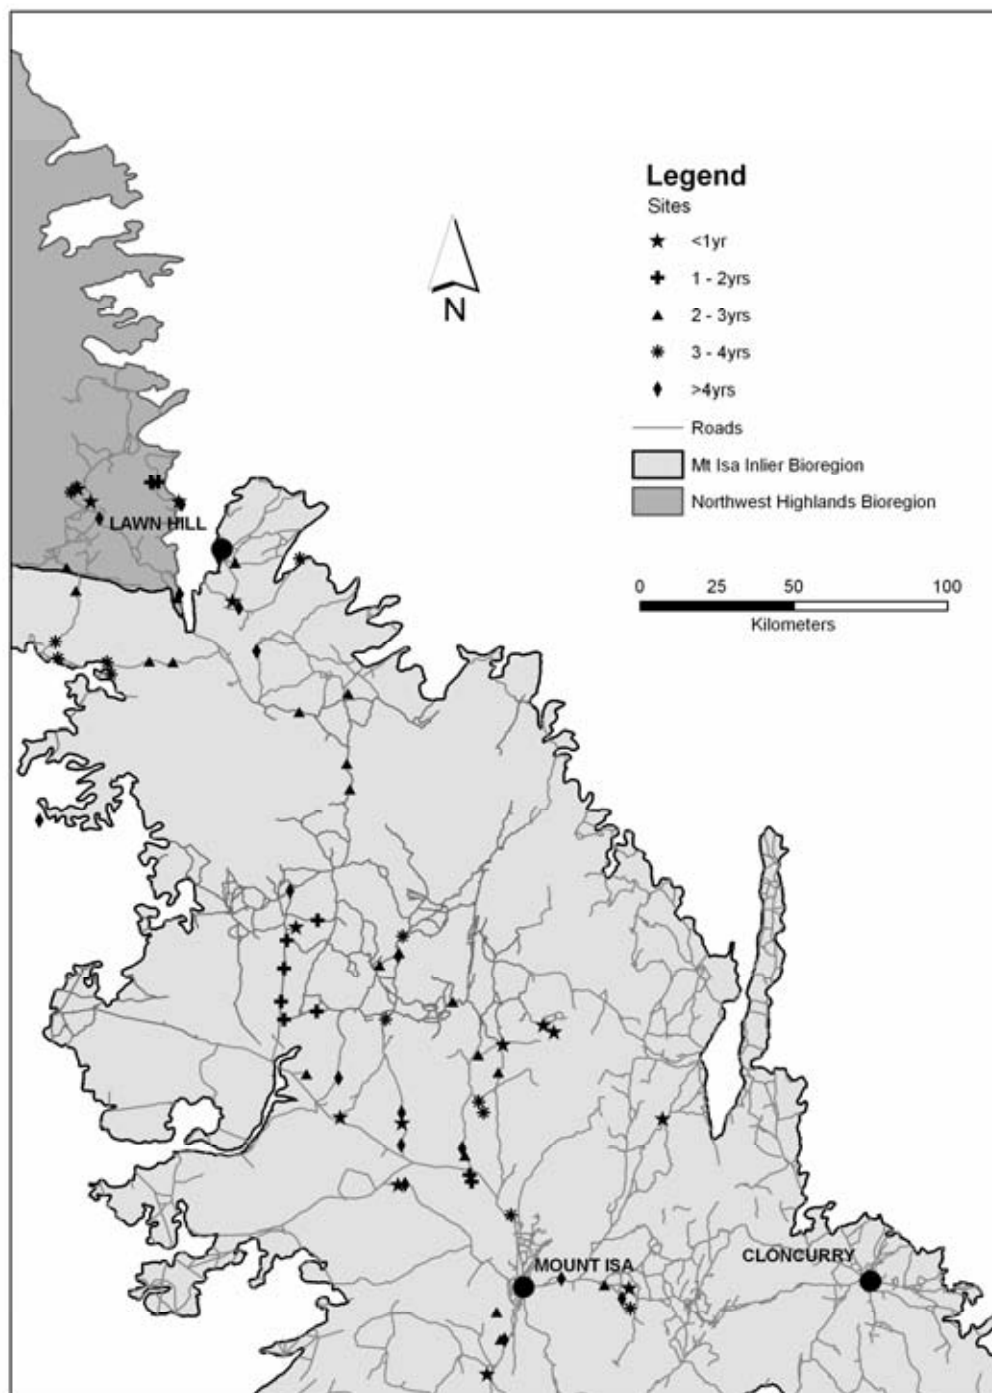 Legend
Sites
<1yr
1 - 2yrs
2 - 3yrs
3 - 4yrs
>4yrs
Roads
Mt Isa Inlier Bioregion
Northwest Highlands Bioregion
N
LAWN HILL
0 25 50 100
Kilometers
MOUNT ISA
CLONCURRY